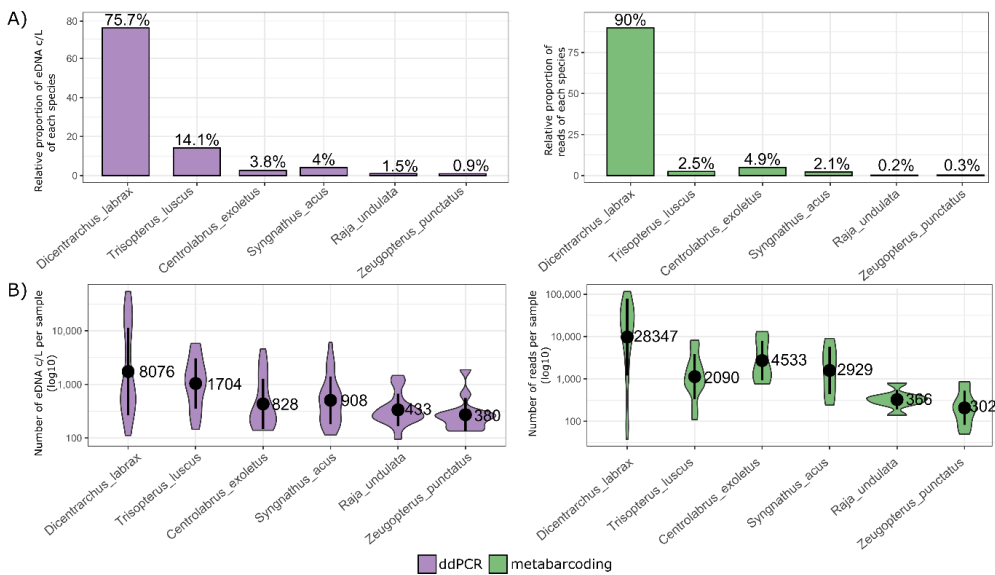 A)
Relative proportion of eDNA c/L
of each species
80
60
40
20
0
75.7%
14.1%
3.8%
4%
1.5%
0.9%
Dicentrarchus_labrax
Trisopterus_luscus
Centrolabrus_exoletus
Syngnathus_acus
Raja_undulata
Zeugopterus_punctatus
Relative proportion of
reads of each species
75
50
25
0
90%
2.5%
4.9%
2.1%
0.2%
0.3%
Dicentrarchus_labrax
Trisopterus_luscus
Centrolabrus_exoletus
Syngnathus_acus
Raja_undulata
Zeugopterus_punctatus
B)
Number of eDNA c/L per sample
(log10)
10,000
1,000
100
8076
1704
828
908
433
380
Dicentrarchus_labrax
Trisopterus_luscus
Centrolabrus_exoletus
Syngnathus_acus
Raja_undulata
Zeugopterus_punctatus
Number of reads per sample
(log10)
100,000
10,000
1,000
100
28347
2090
4533
2929
366
302
Dicentrarchus_labrax
Trisopterus_luscus
Centrolabrus_exoletus
Syngnathus_acus
Raja_undulata
Zeugopterus_punctatus
ddPCR metabarcoding